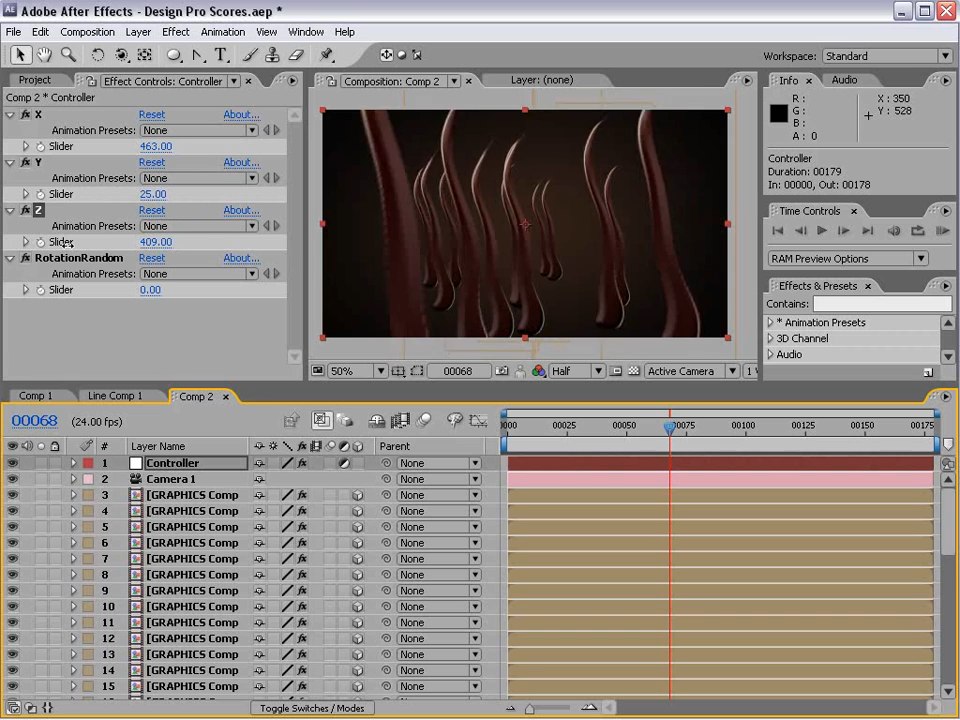 Adobe After Effects - Design Pro Scores.aep *
File Edit Composition Layer Effect Animation View Window Help
Workspace: Standard
Project Effect Controls: Controller
Comp 2 * Controller
X Reset About...
Animation Presets: None
Slider 463.00
Y Reset About...
Animation Presets: None
Slider 25.00
Z Reset About...
Animation Presets: None
Slider 409.00
RotationRandom Reset About...
Animation Presets: None
Slider 0.00
Composition: Comp 2 Layer: (none)
50% 00068 Half Active Camera 1
Info Audio
R : X : 350
G : Y : 528
B :
A : 0
Controller
Duration: 00179
In: 00000, Out: 00178
Time Controls
RAM Preview Options
Effects & Presets
Contains:
* Animation Presets
3D Channel
Audio
Comp 1 Line Comp 1 Comp 2
00068 (24.00 fps)
0000 00025 00050 00075 00100 00125 00150 00175
# Layer Name Parent
1 Controller None
2 Camera 1 None
3 [GRAPHICS Comp None
4 [GRAPHICS Comp None
5 [GRAPHICS Comp None
6 [GRAPHICS Comp None
7 [GRAPHICS Comp None
8 [GRAPHICS Comp None
9 [GRAPHICS Comp None
10 [GRAPHICS Comp None
11 [GRAPHICS Comp None
12 [GRAPHICS Comp None
13 [GRAPHICS Comp None
14 [GRAPHICS Comp None
15 [GRAPHICS Comp None
Toggle Switches / Modes